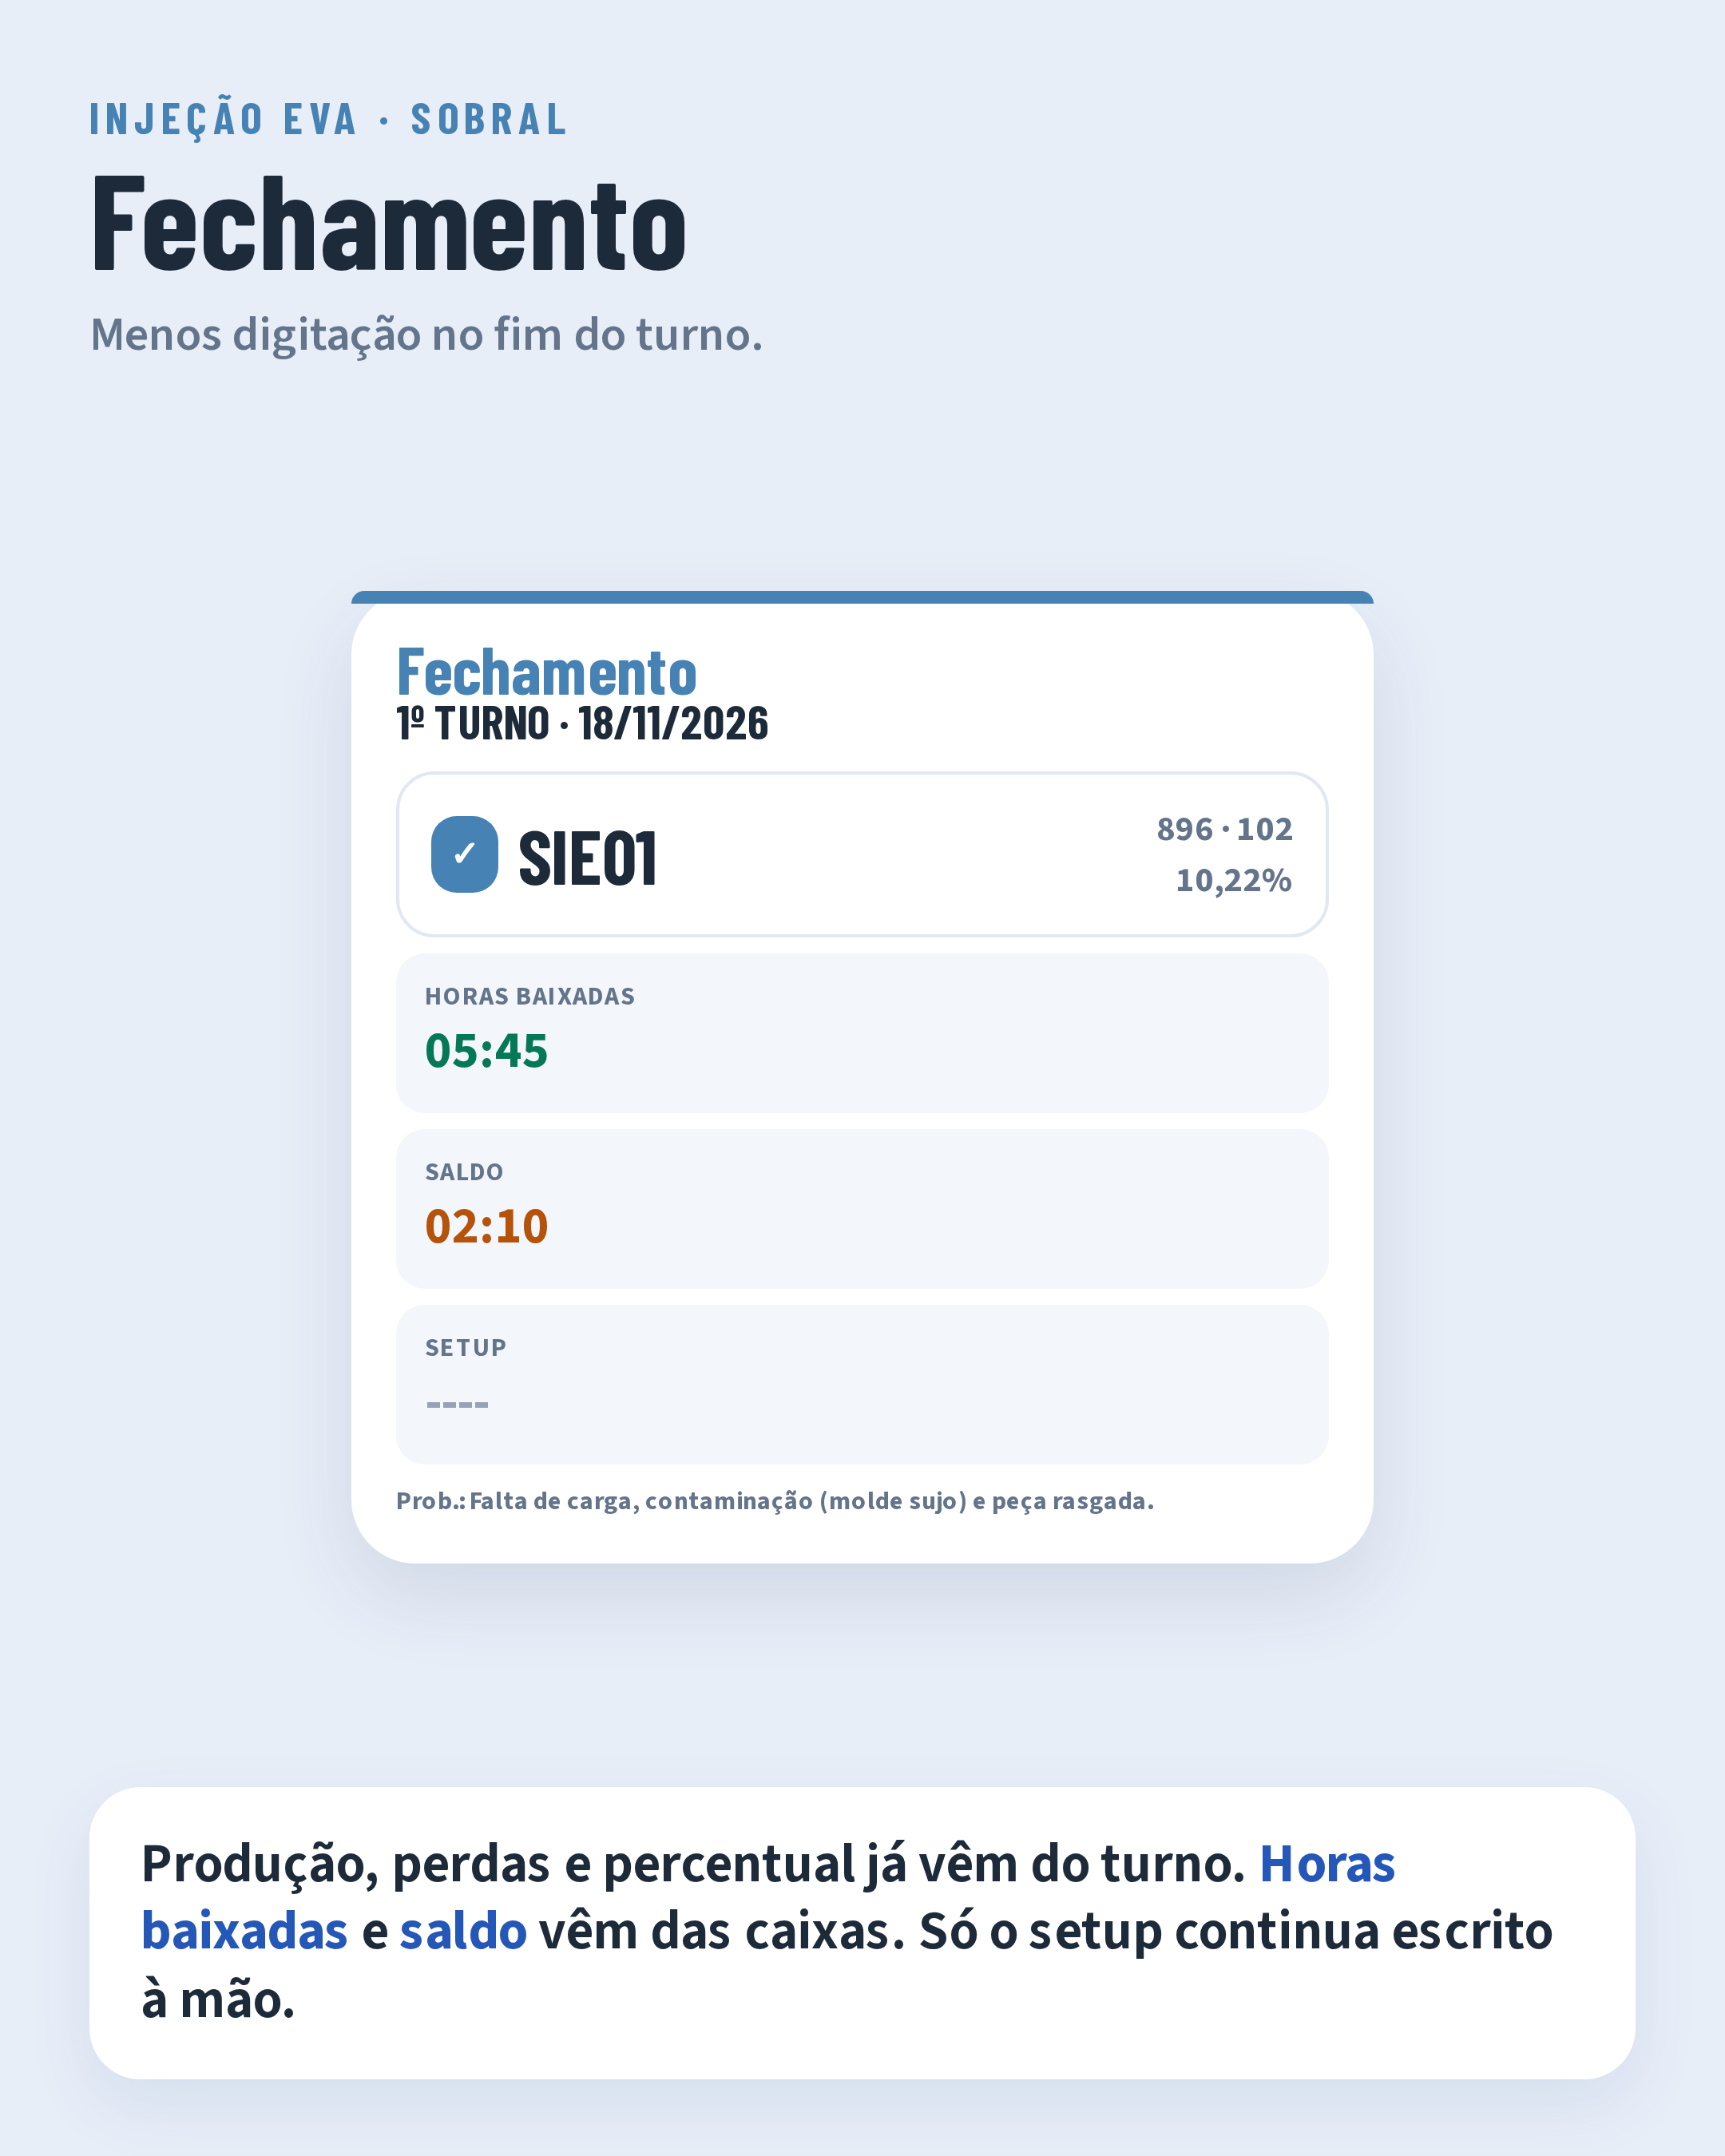 INJEÇÃO EVA · SOBRAL
Fechamento
Menos digitação no fim do turno.
Fechamento
1º TURNO · 18/11/2026
✓ SIE01
896 · 102
10,22%
HORAS BAIXADAS
05:45
SALDO
02:10
SETUP
----
Prob.: Falta de carga, contaminação (molde sujo) e peça rasgada.
Produção, perdas e percentual já vêm do turno. Horas
baixadas e saldo vêm das caixas. Só o setup continua escrito
à mão.